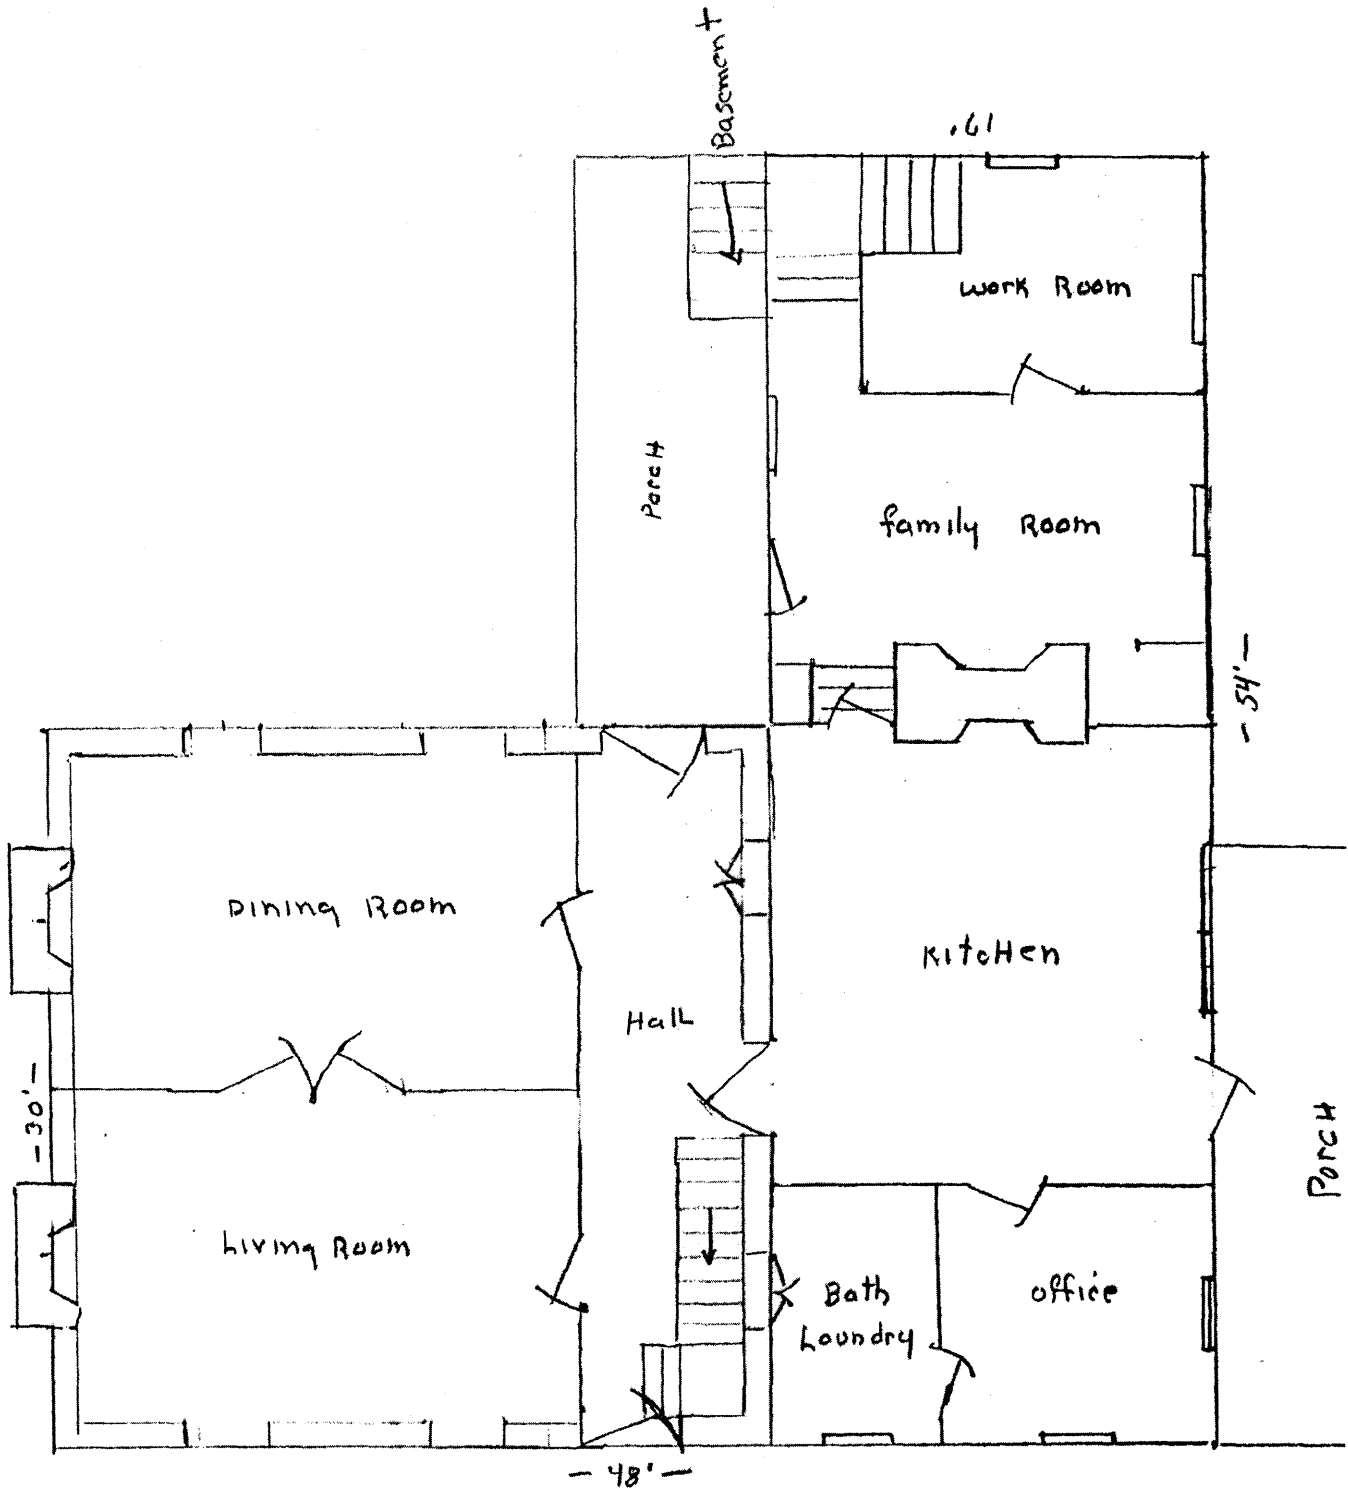 Basement
19'
work Room
PorcH
family Room
- 54' -
Dining Room
KitcHen
Hall
- 30' -
PorcH
Living Room
Bath
Loundry
office
- 48' -